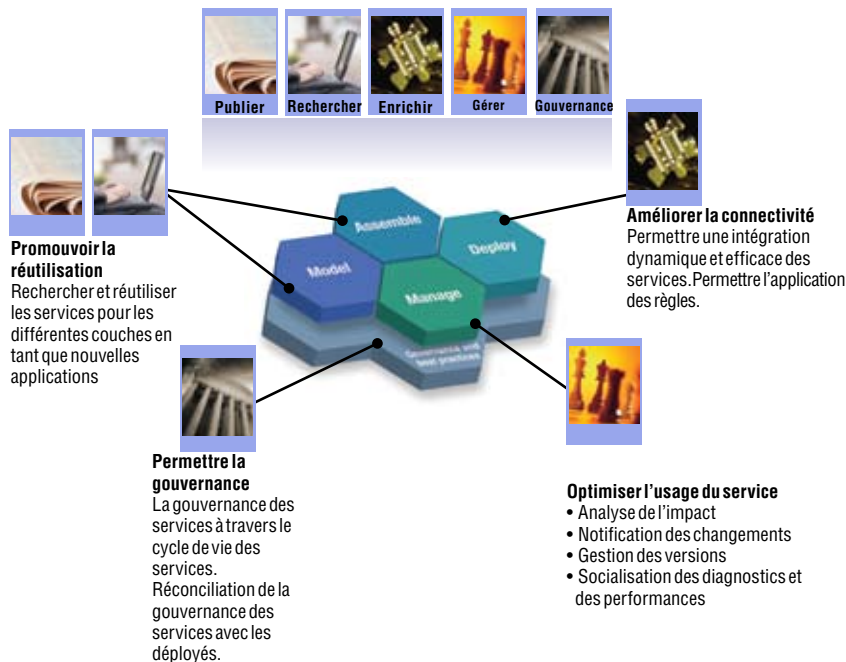 Publier
Rechercher
Enrichir
Gérer
Gouvernance
Promouvoir la
réutilisation
Rechercher et réutiliser
les services pour les
différentes couches en
tant que nouvelles
applications
Assemble
Model
Deploy
Manage
Governance and
best practices
Améliorer la connectivité
Permettre une intégration
dynamique et efficace des
services. Permettre l'application
des règles.
Permettre la
gouvernance
La gouvernance des
services à travers le
cycle de vie des
services.
Réconciliation de la
gouvernance des
services avec les
déployés.
Optimiser l'usage du service
• Analyse de l'impact
• Notification des changements
• Gestion des versions
• Socialisation des diagnostics et
des performances